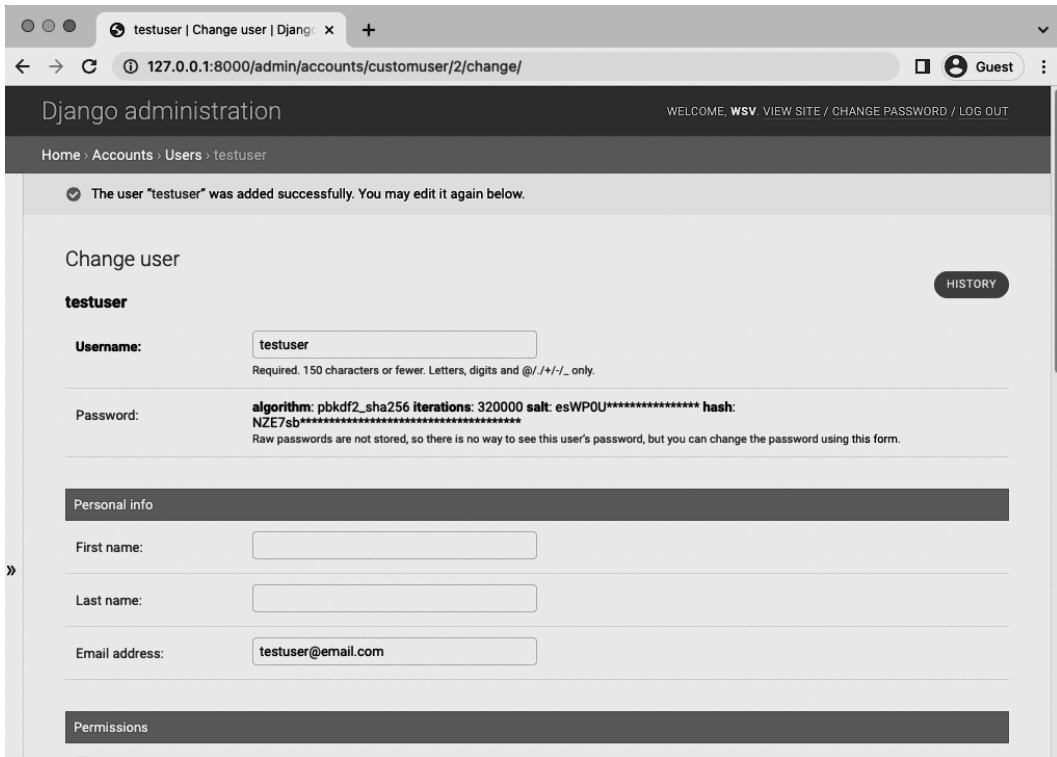 testuser | Change user | Django
127.0.0.1:8000/admin/accounts/customuser/2/change/
Guest
Django administration
WELCOME, WSV. VIEW SITE / CHANGE PASSWORD / LOG OUT
Home › Accounts › Users › testuser
The user “testuser” was added successfully. You may edit it again below.
Change user
HISTORY
testuser
Username:
testuser
Required. 150 characters or fewer. Letters, digits and @/./+/-/_ only.
Password:
algorithm: pbkdf2_sha256 iterations: 320000 salt: esWP0U**************** hash:
NZE7sb**************************************
Raw passwords are not stored, so there is no way to see this user’s password, but you can change the password using this form.
Personal info
First name:
»
Last name:
Email address:
testuser@email.com
Permissions